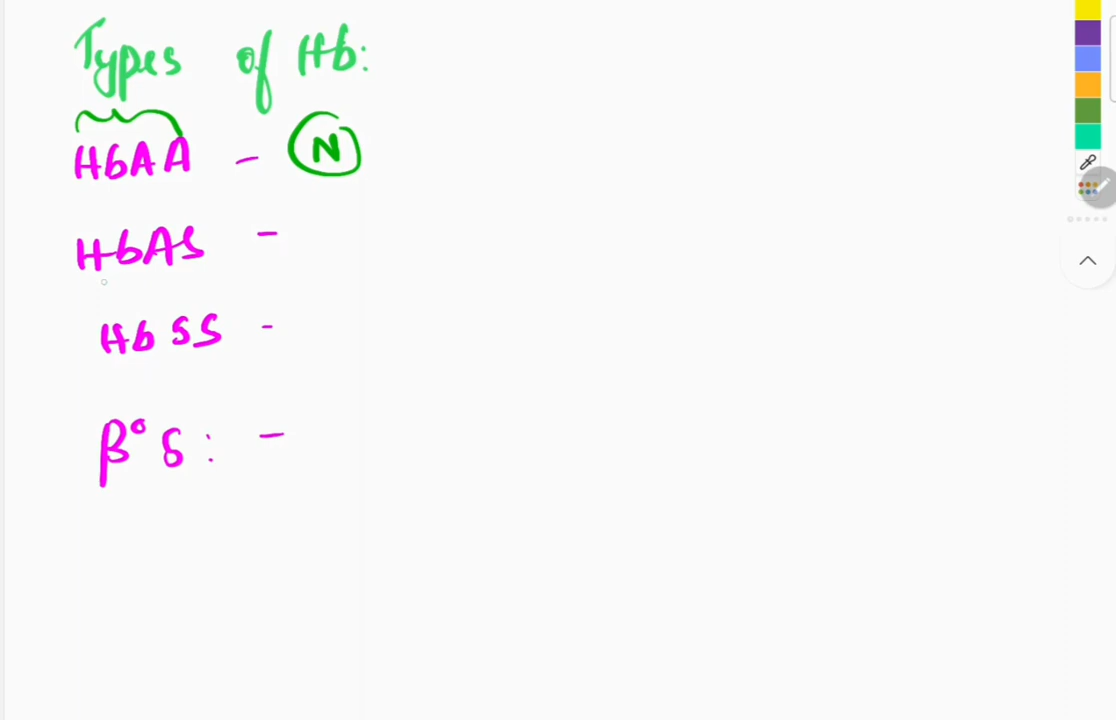 Types of Hb:
HbAA - N
HbAS -
HbSS -
β° δ : -